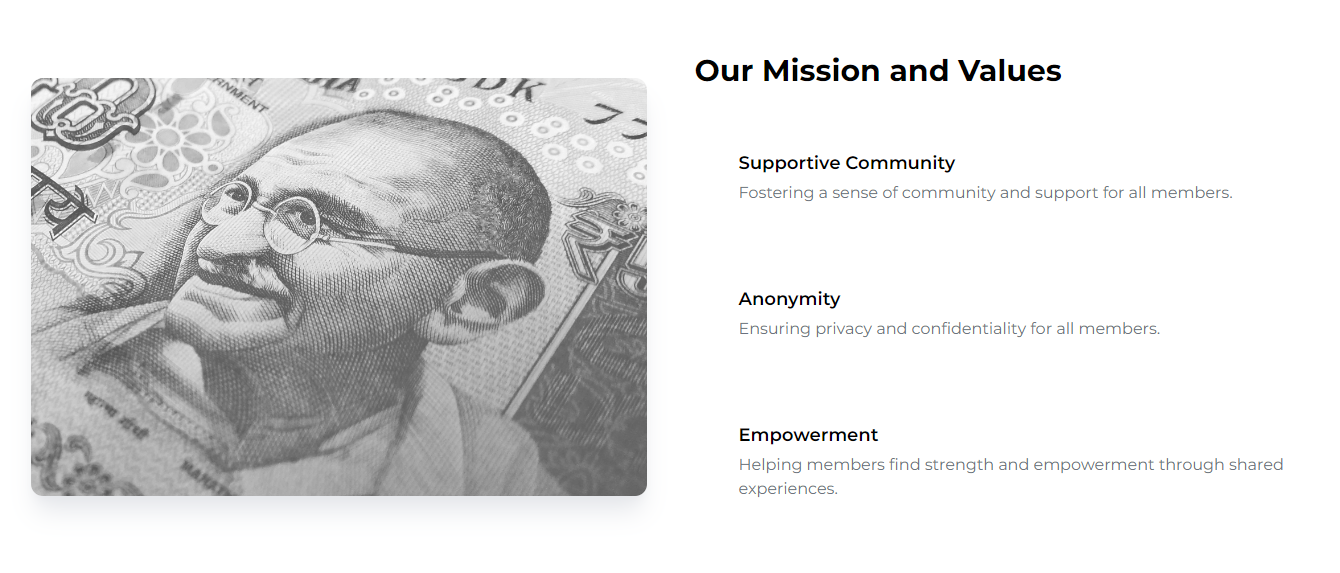 RNMENT
Our Mission and Values
Supportive Community
Fostering a sense of community and support for all members.
Anonymity
Ensuring privacy and confidentiality for all members.
Empowerment
Helping members find strength and empowerment through shared
experiences.